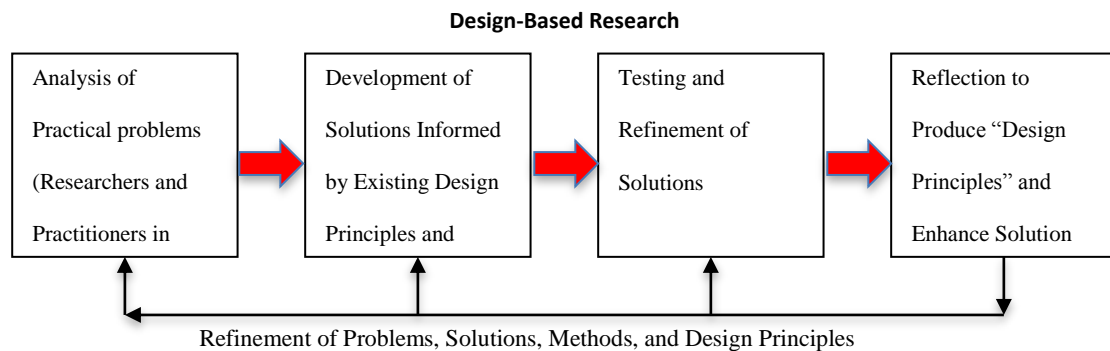 Design-Based Research
Analysis of
Practical problems
(Researchers and
Practitioners in
Development of
Solutions Informed
by Existing Design
Principles and
Testing and
Refinement of
Solutions
Reflection to
Produce “Design
Principles” and
Enhance Solution
Refinement of Problems, Solutions, Methods, and Design Principles